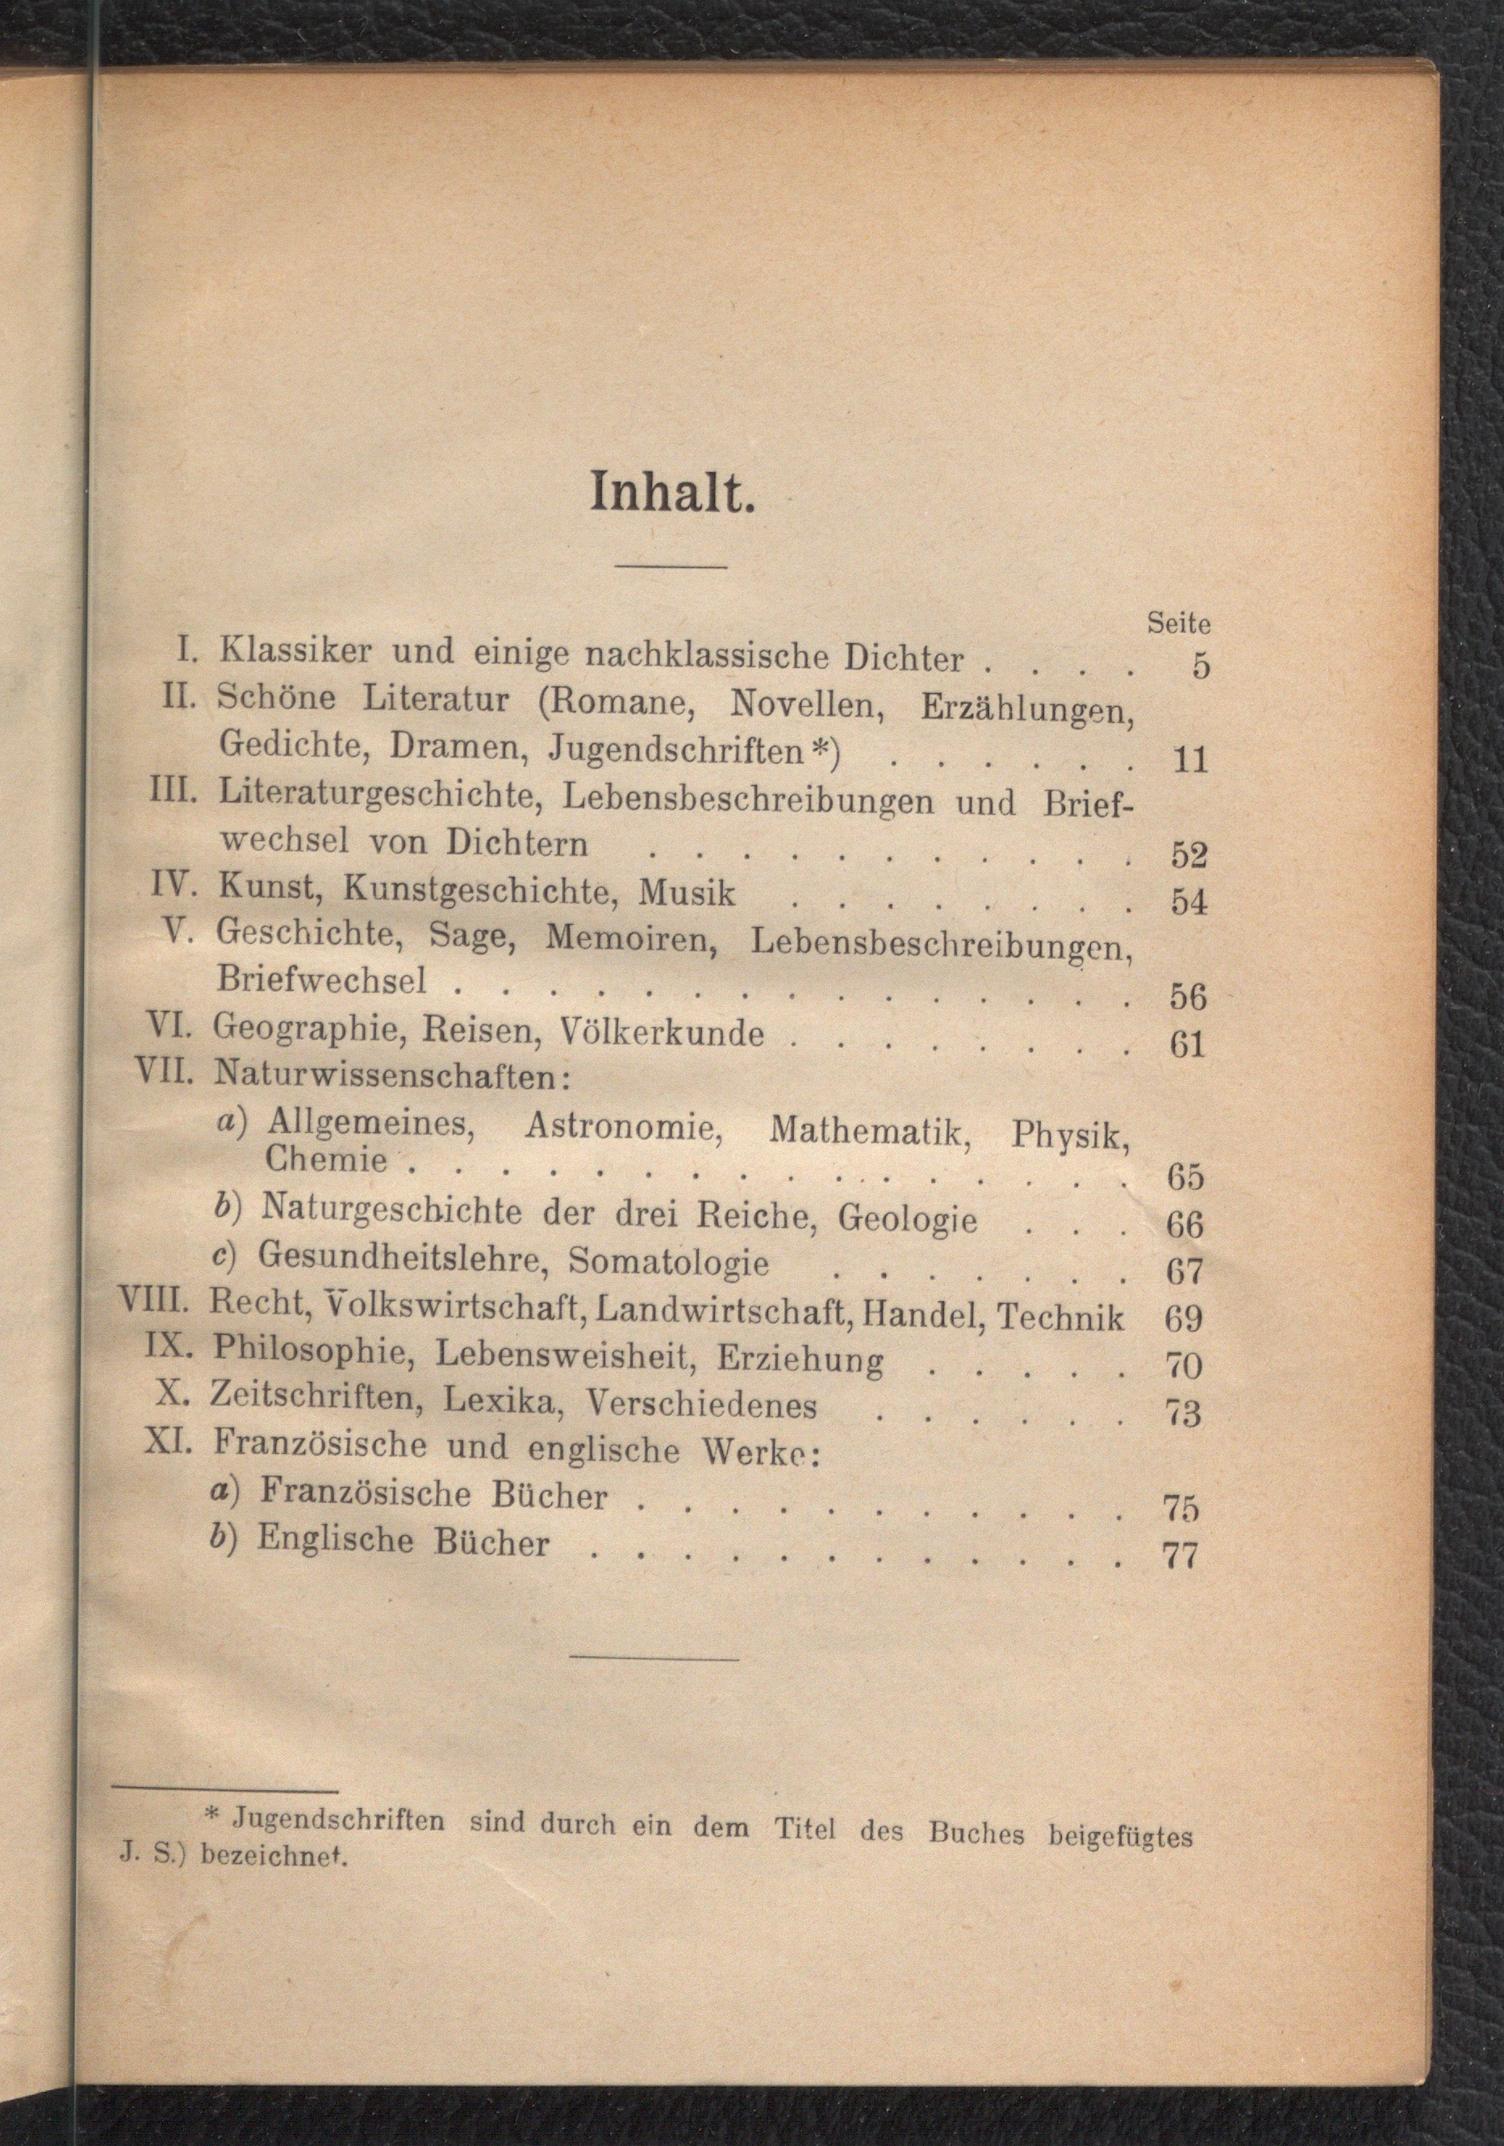 Inhalt.
Seite
I. Klassiker und einige nachklassische Dichter . . . . 5
II. Schöne Literatur (Romane, Novellen, Erzählungen,
Gedichte, Dramen, Jugendschriften *) . . . . . . 11
III. Literaturgeschichte, Lebensbeschreibungen und Brief-
wechsel von Dichtern . . . . . . . . . . . 52
IV. Kunst, Kunstgeschichte, Musik . . . . . . . . 54
V. Geschichte, Sage, Memoiren, Lebensbeschreibungen,
Briefwechsel . . . . . . . . . . . . . . . 56
VI. Geographie, Reisen, Völkerkunde . . . . . . . . 61
VII. Naturwissenschaften:
a) Allgemeines, Astronomie, Mathematik, Physik,
Chemie . . . . . . . . . . . . . . . . 65
b) Naturgeschichte der drei Reiche, Geologie . . . 66
c) Gesundheitslehre, Somatologie . . . . . . . 67
VIII. Recht, Volkswirtschaft, Landwirtschaft, Handel, Technik 69
IX. Philosophie, Lebensweisheit, Erziehung . . . . . 70
X. Zeitschriften, Lexika, Verschiedenes . . . . . . 73
XI. Französische und englische Werke:
a) Französische Bücher . . . . . . . . . . . 75
b) Englische Bücher . . . . . . . . . . . . 77
* Jugendschriften sind durch ein dem Titel des Buches beigefügtes
J. S.) bezeichnet.